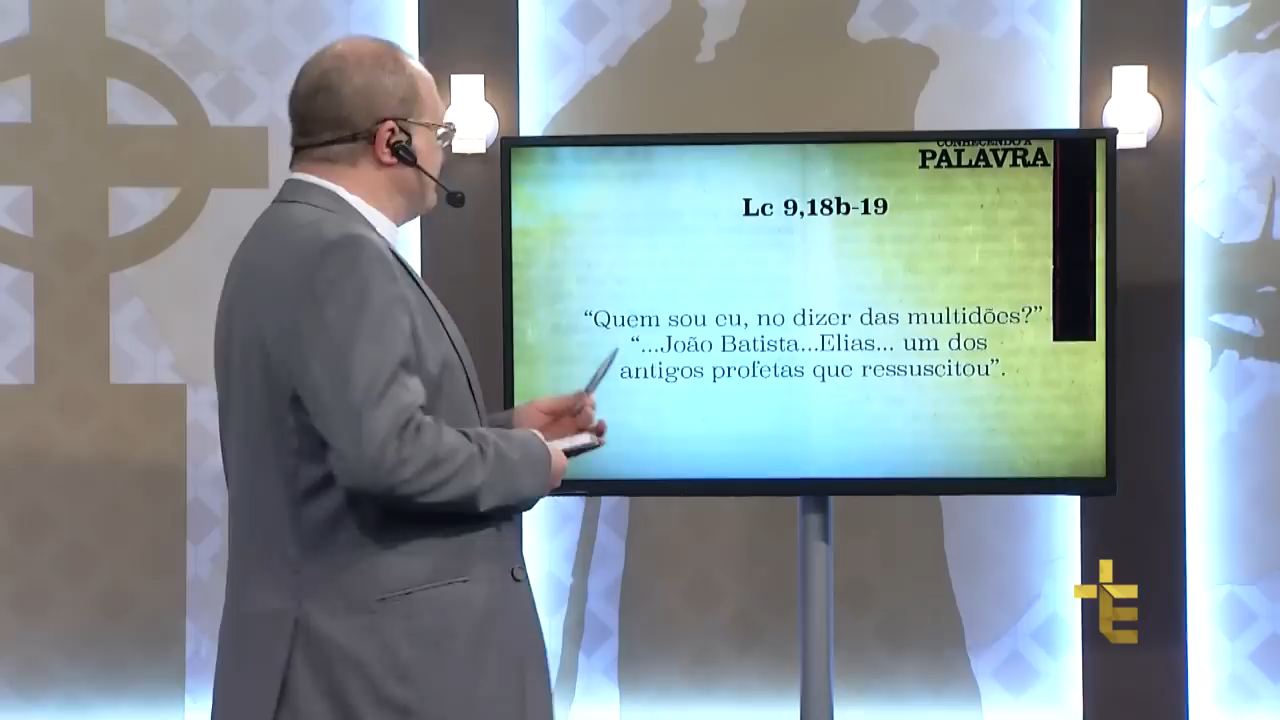 CONHECENDO A
PALAVRA
Lc 9,18b-19
“Quem sou eu, no dizer das multidões?”
“...João Batista...Elias... um dos
antigos profetas que ressuscitou”.